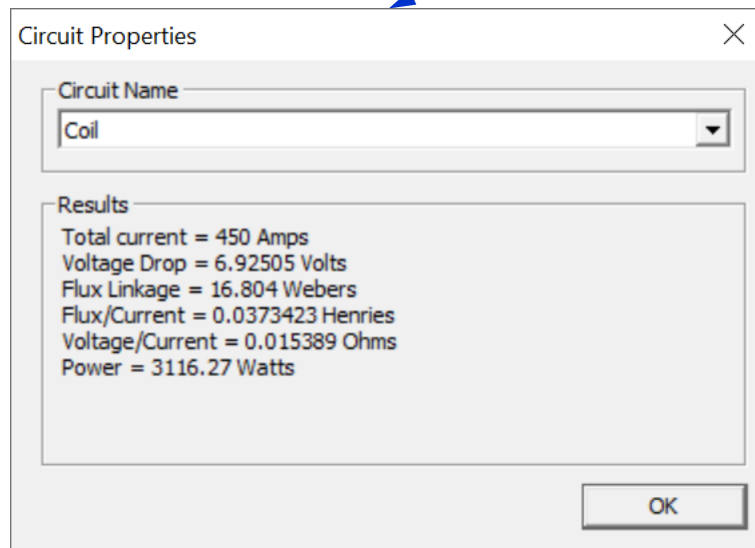 Circuit Properties
Circuit Name
Coil
Results
Total current = 450 Amps
Voltage Drop = 6.92505 Volts
Flux Linkage = 16.804 Webers
Flux/Current = 0.0373423 Henries
Voltage/Current = 0.015389 Ohms
Power = 3116.27 Watts
OK